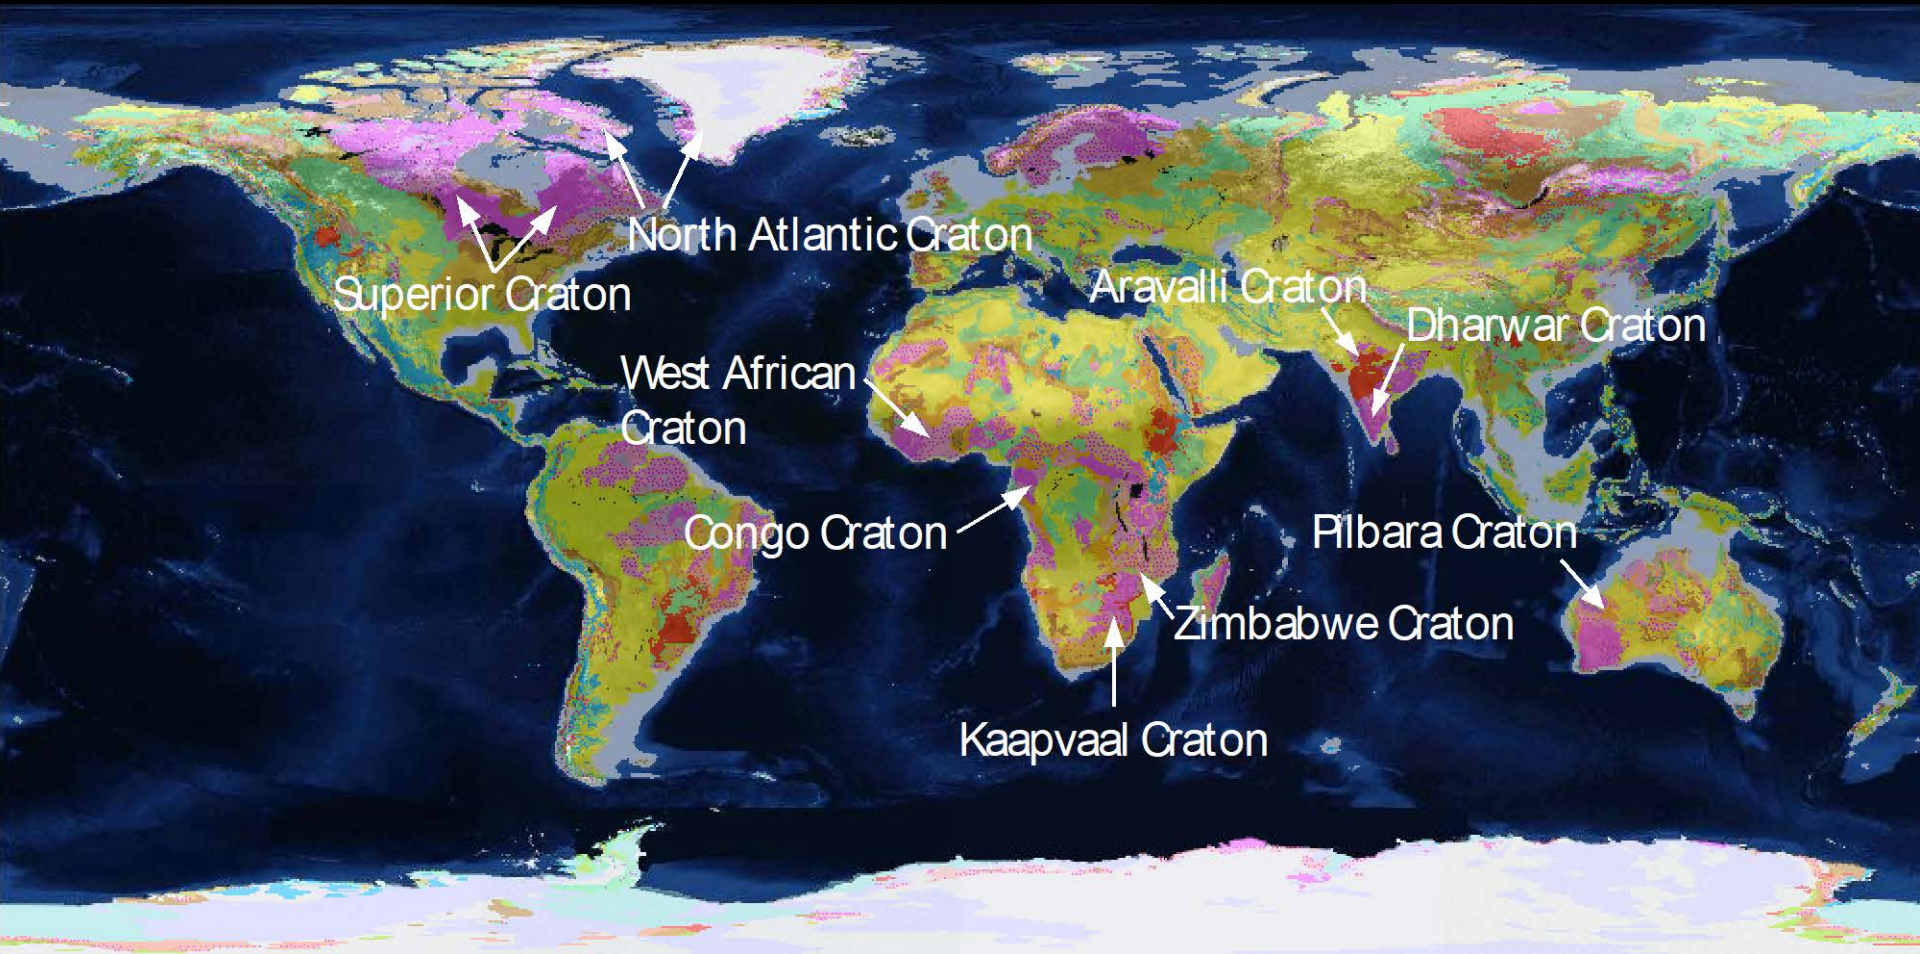 North Atlantic Craton
Superior Craton
Aravalli Craton
Dharwar Craton
West African
Craton
Congo Craton
Pilbara Craton
Zimbabwe Craton
Kaapvaal Craton